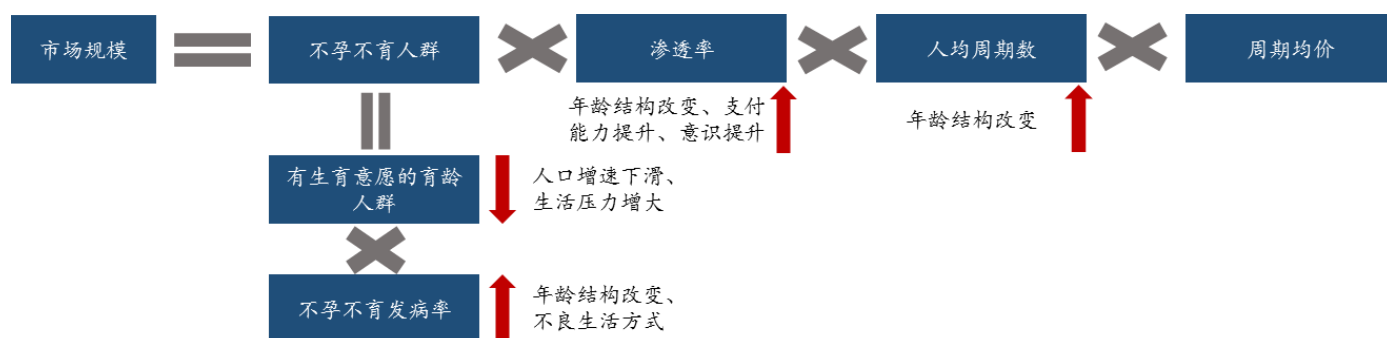 市场规模
不孕不育人群
渗透率
人均周期数
周期均价
年龄结构改变、支付
能力提升、意识提升
年龄结构改变
有生育意愿的育龄
人群
人口增速下滑、
生活压力增大
不孕不育发病率
年龄结构改变、
不良生活方式